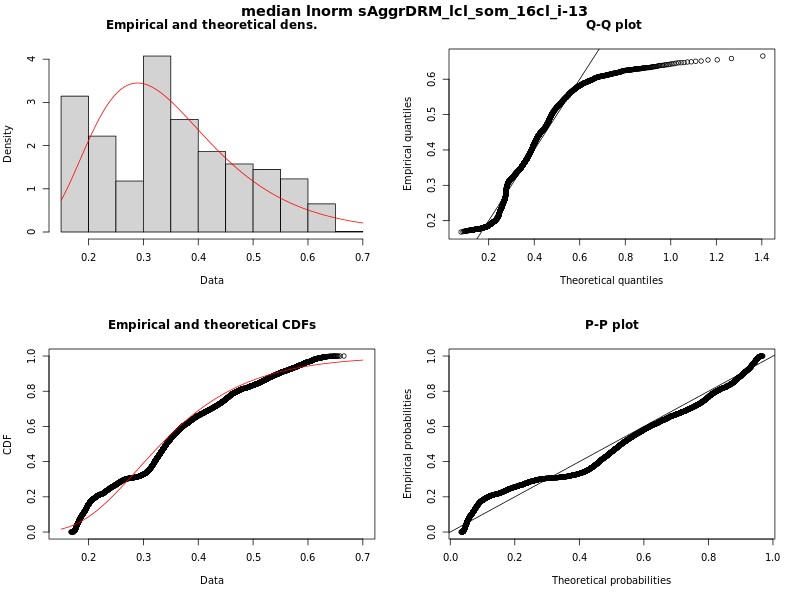 median lnorm sAggrDRM_lcl_som_16cl_i-13
Empirical and theoretical dens.
Density
0 1 2 3 4
0.2 0.3 0.4 0.5 0.6 0.7
Data
Q-Q plot
Empirical quantiles
0.2 0.3 0.4 0.5 0.6
0.2 0.4 0.6 0.8 1.0 1.2 1.4
Theoretical quantiles
Empirical and theoretical CDFs
CDF
0.0 0.2 0.4 0.6 0.8 1.0
0.2 0.3 0.4 0.5 0.6 0.7
Data
P-P plot
Empirical probabilities
0.0 0.2 0.4 0.6 0.8 1.0
0.0 0.2 0.4 0.6 0.8 1.0
Theoretical probabilities